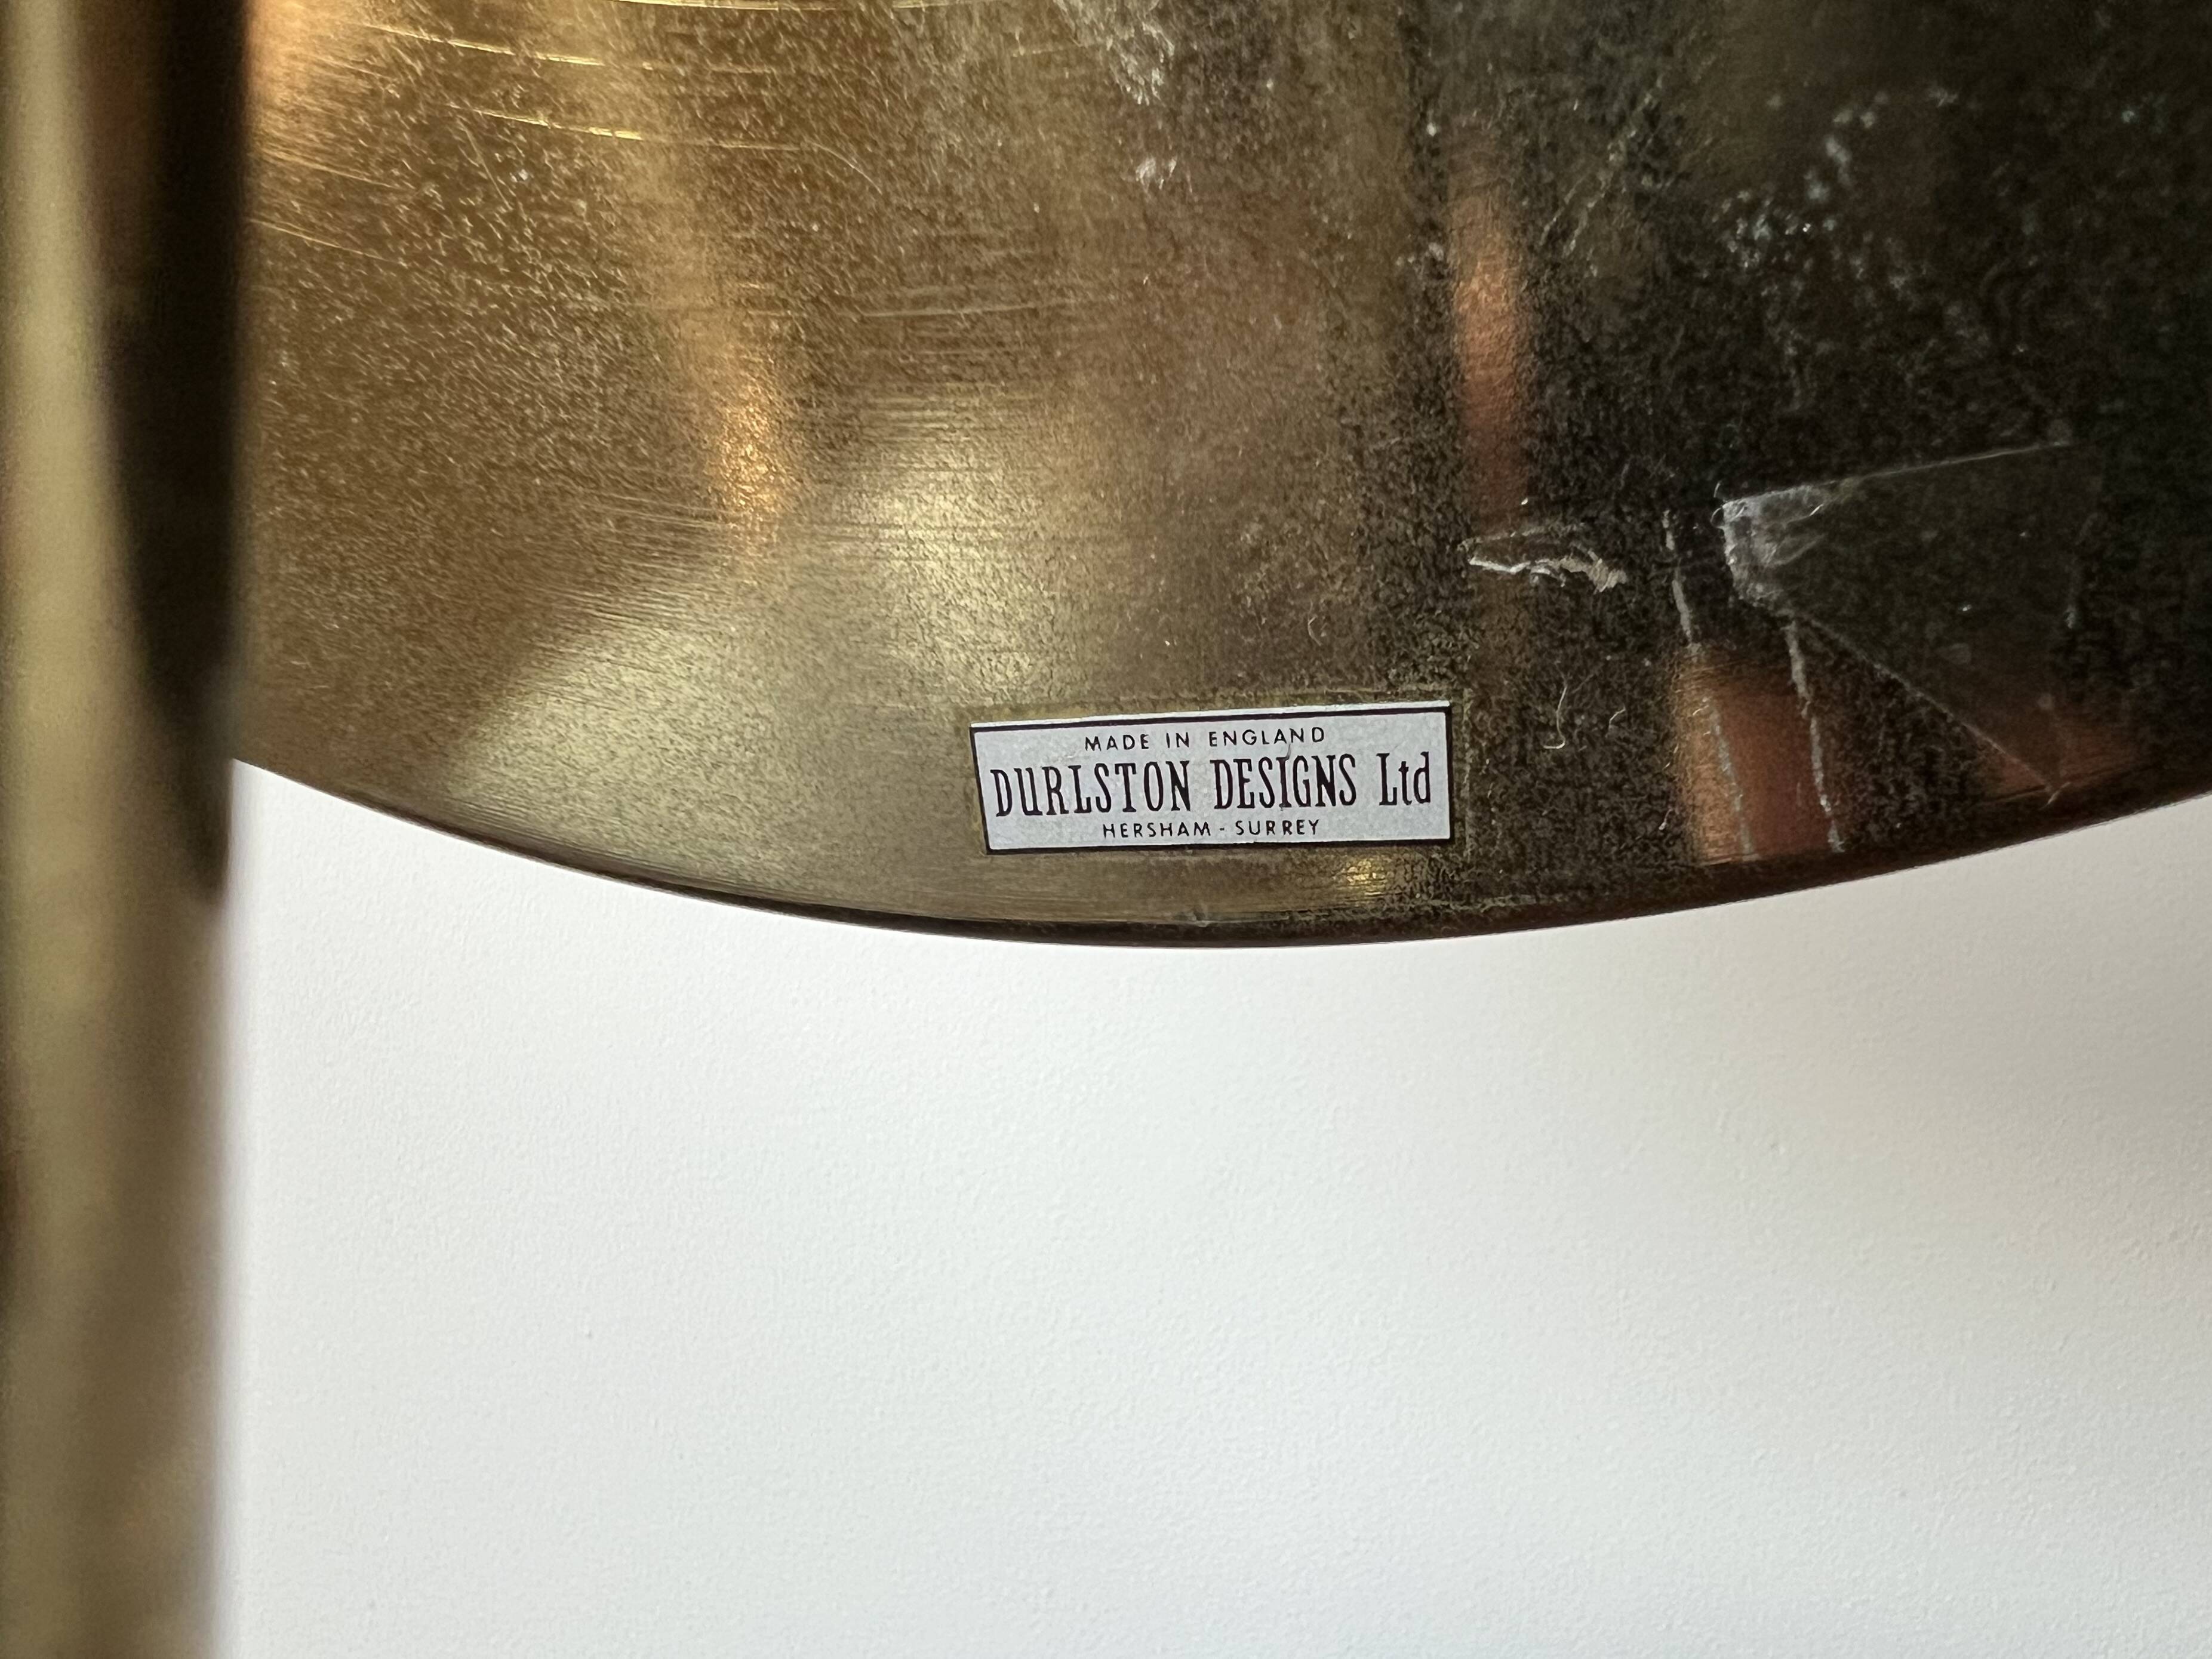 MADE IN ENGLAND
DURLSTON DESIGNS Ltd
HERSHAM - SURREY